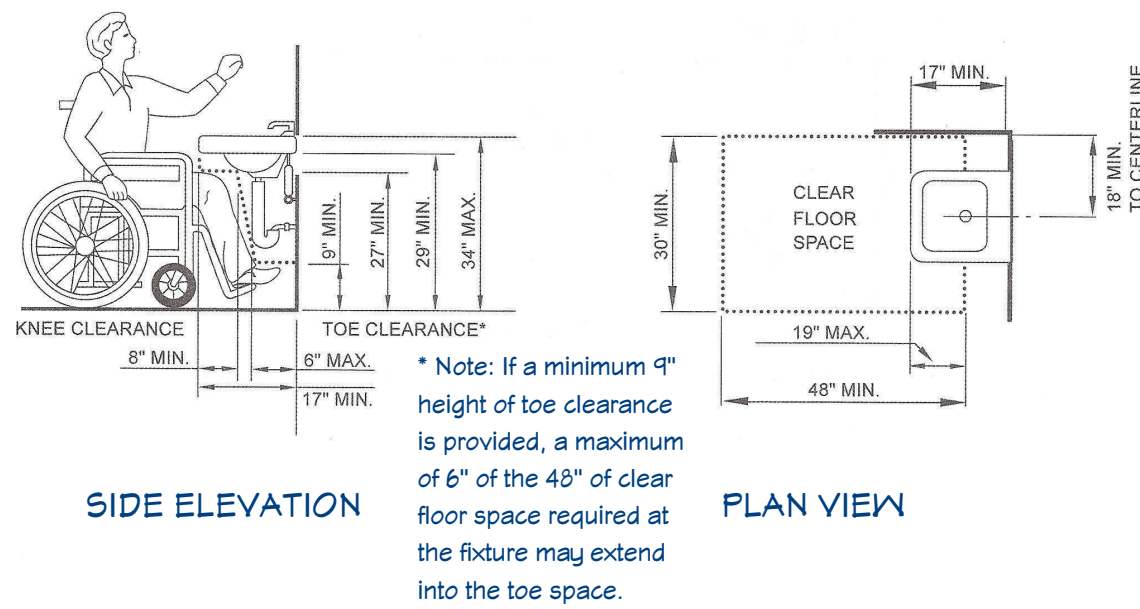 9" MIN.
27" MIN.
29" MIN.
34" MAX.
KNEE CLEARANCE
TOE CLEARANCE*
8" MIN.
6" MAX.
17" MIN.
SIDE ELEVATION
* Note: If a minimum 9"
height of toe clearance
is provided, a maximum
of 6" of the 48" of clear
floor space required at
the fixture may extend
into the toe space.
17" MIN.
18" MIN.
TO CENTERLINE
30" MIN.
CLEAR
FLOOR
SPACE
19" MAX.
48" MIN.
PLAN VIEW